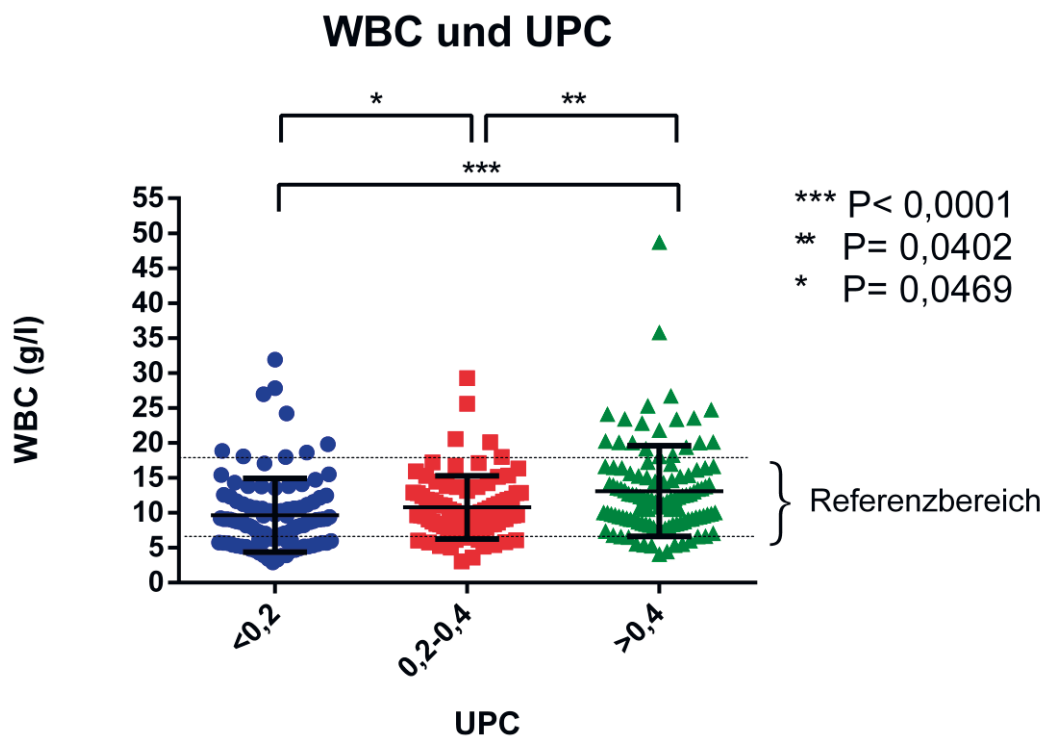 WBC und UPC
* **
***
*** P< 0,0001
** P= 0,0402
* P= 0,0469
WBC (g/l)
55
50
45
40
35
30
25
20
15
10
5
0
Referenzbereich
<0,2
0,2-0,4
>0,4
UPC